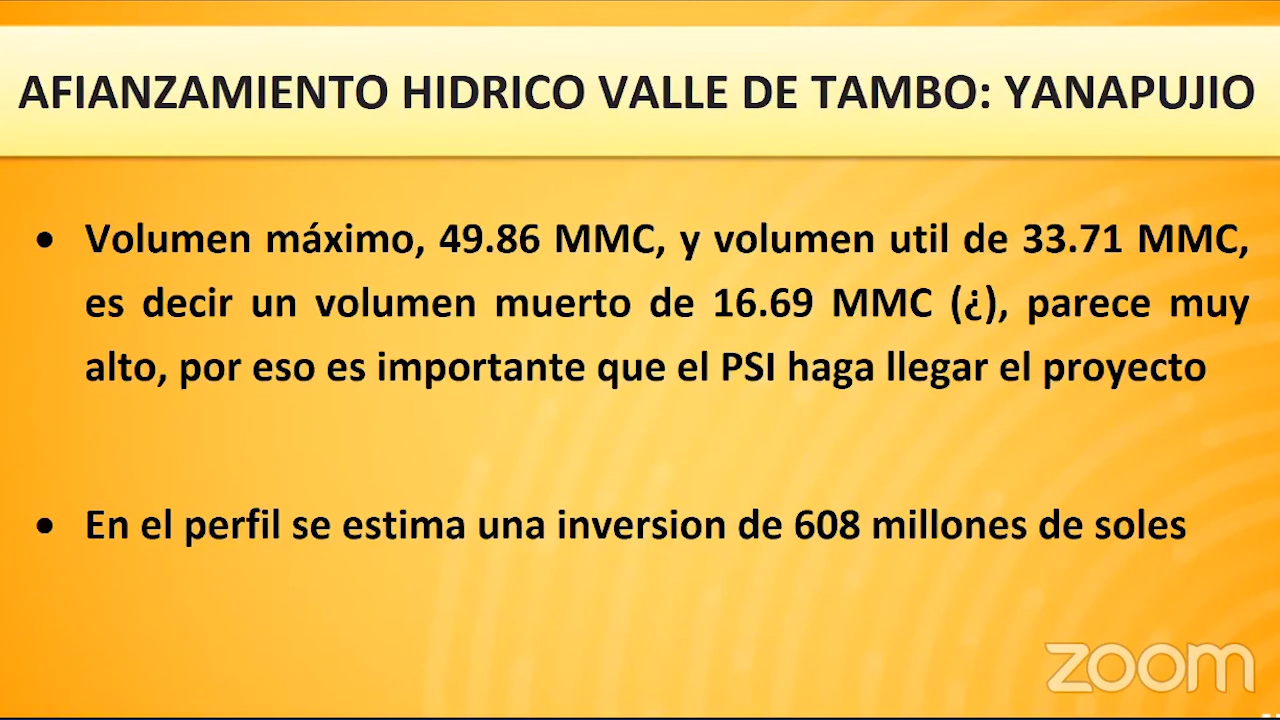 AFIANZAMIENTO HIDRICO VALLE DE TAMBO: YANAPUJIO
• Volumen máximo, 49.86 MMC, y volumen util de 33.71 MMC,
es decir un volumen muerto de 16.69 MMC (¿), parece muy
alto, por eso es importante que el PSI haga llegar el proyecto
• En el perfil se estima una inversion de 608 millones de soles
zoom